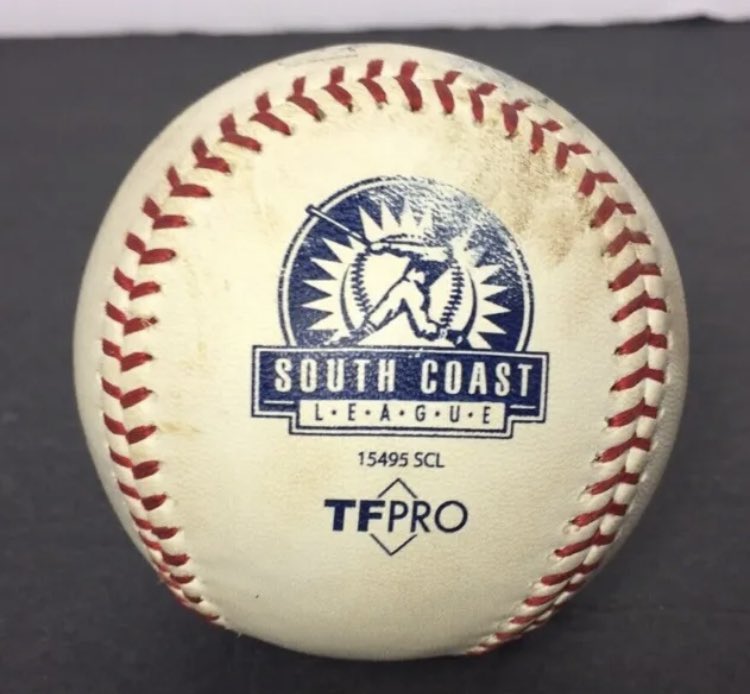 SOUTH COAST
L·E·A·G·U·E
15495 SCL
TFPRO